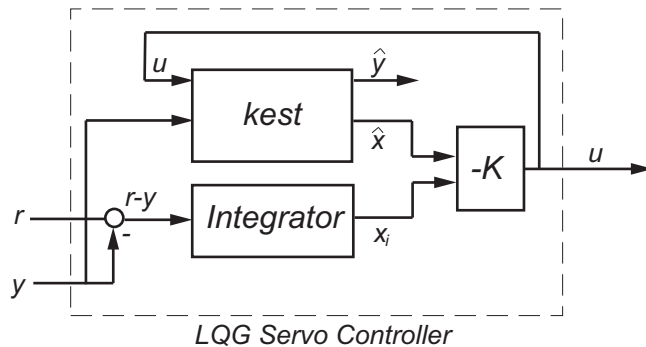 u
ŷ
kest
x̂
-K
u
r
r-y
-
Integrator
xᵢ
y
LQG Servo Controller